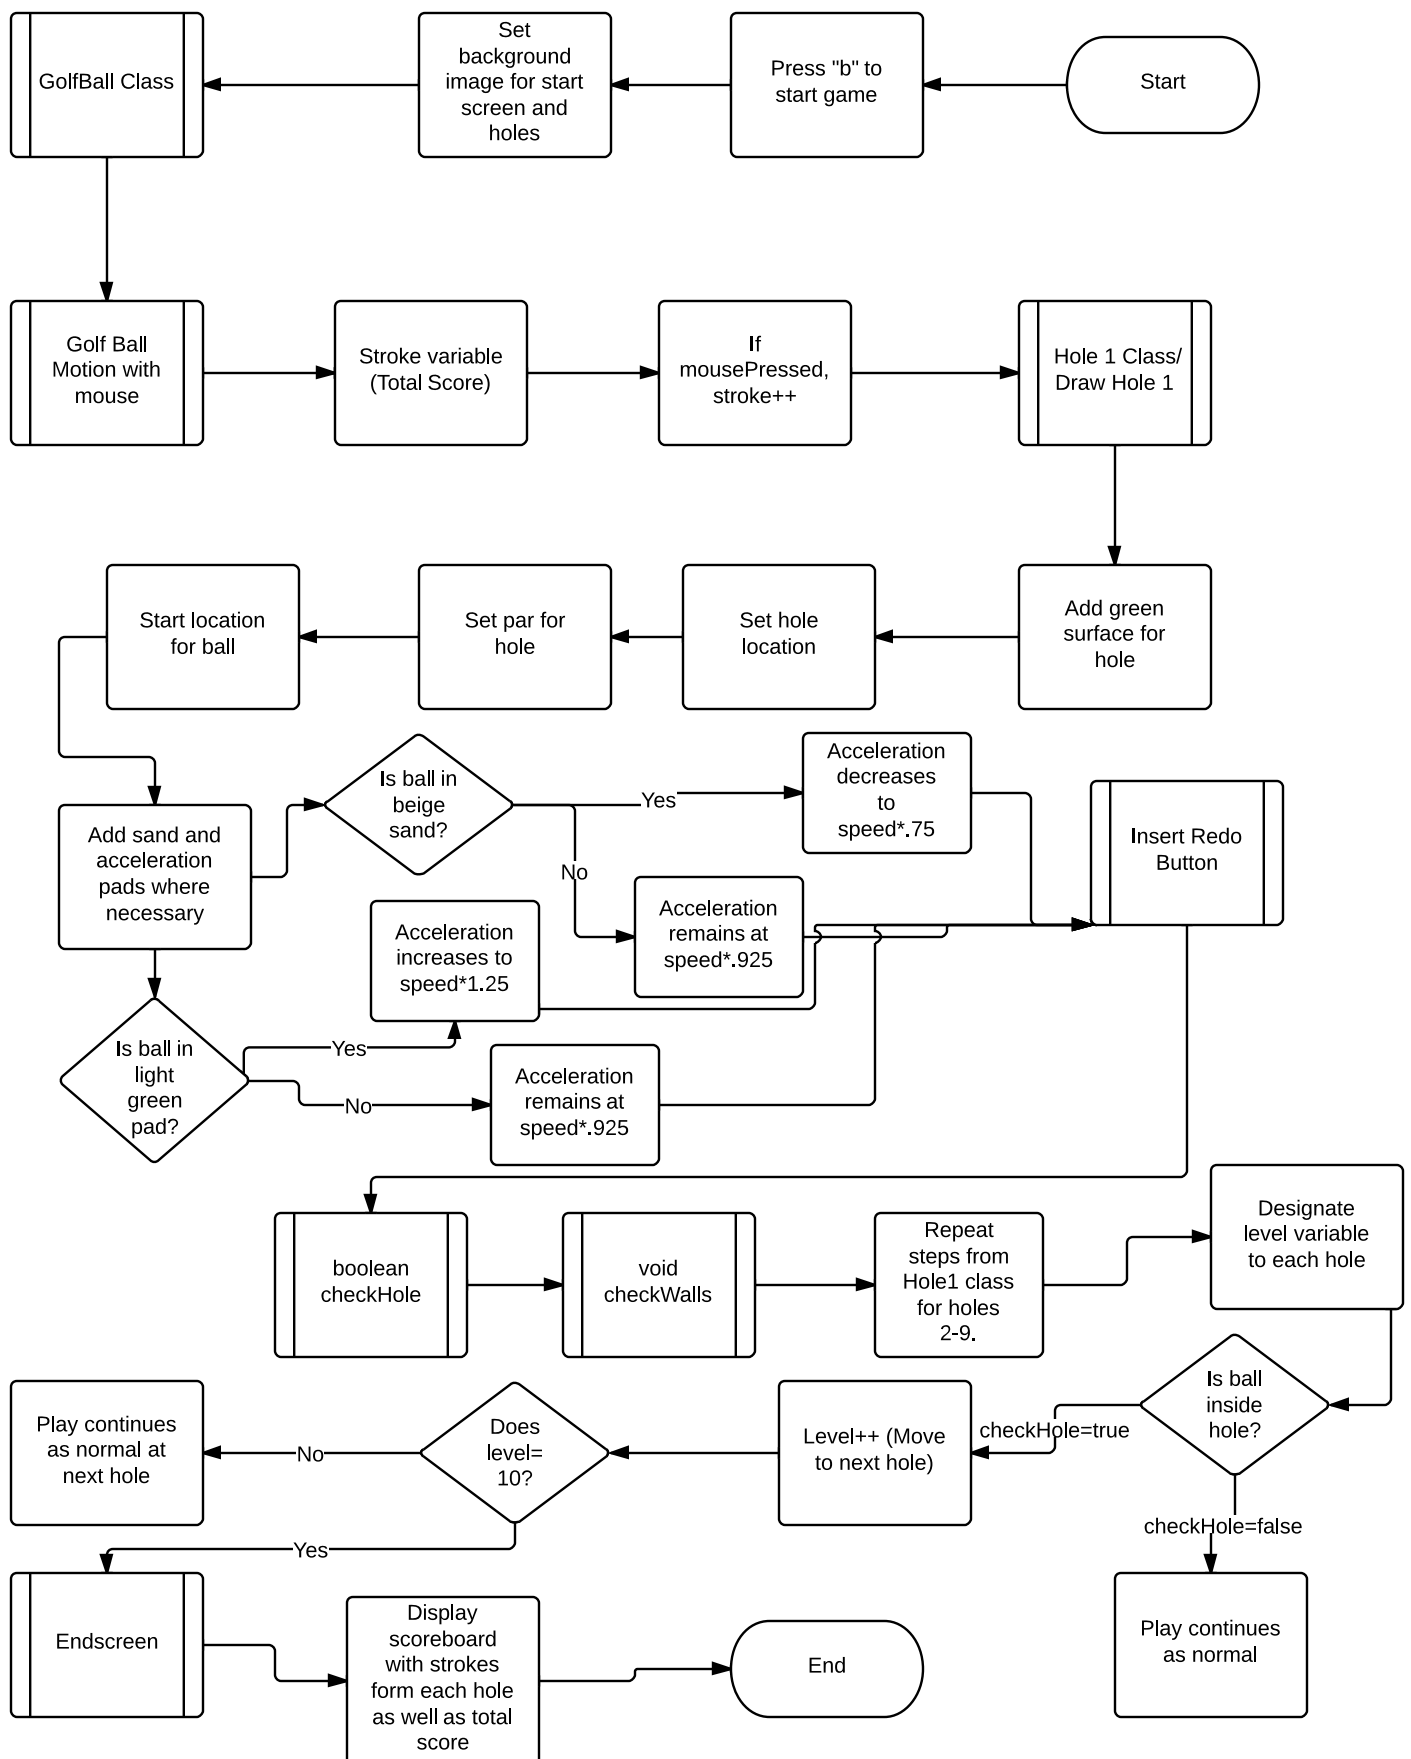 Start
Press "b" to
start game
Set
background
image for start
screen and
holes
GolfBall Class
Golf Ball
Motion with
mouse
Stroke variable
(Total Score)
If
mousePressed,
stroke++
Hole 1 Class/
Draw Hole 1
Add green
surface for
hole
Set hole
location
Set par for
hole
Start location
for ball
Add sand and
acceleration
pads where
necessary
Is ball in
beige
sand?
Yes
Acceleration
decreases
to
speed*.75
No
Acceleration
remains at
speed*.925
Is ball in
light
green
pad?
Yes
Acceleration
increases to
speed*1.25
No
Acceleration
remains at
speed*.925
Insert Redo
Button
boolean
checkHole
void
checkWalls
Repeat
steps from
Hole1 class
for holes
2-9.
Designate
level variable
to each hole
Is ball
inside
hole?
checkHole=true
checkHole=false
Play continues
as normal
Level++ (Move
to next hole)
Does
level=
10?
No
Play continues
as normal at
next hole
Yes
Endscreen
Display
scoreboard
with strokes
form each hole
as well as total
score
End